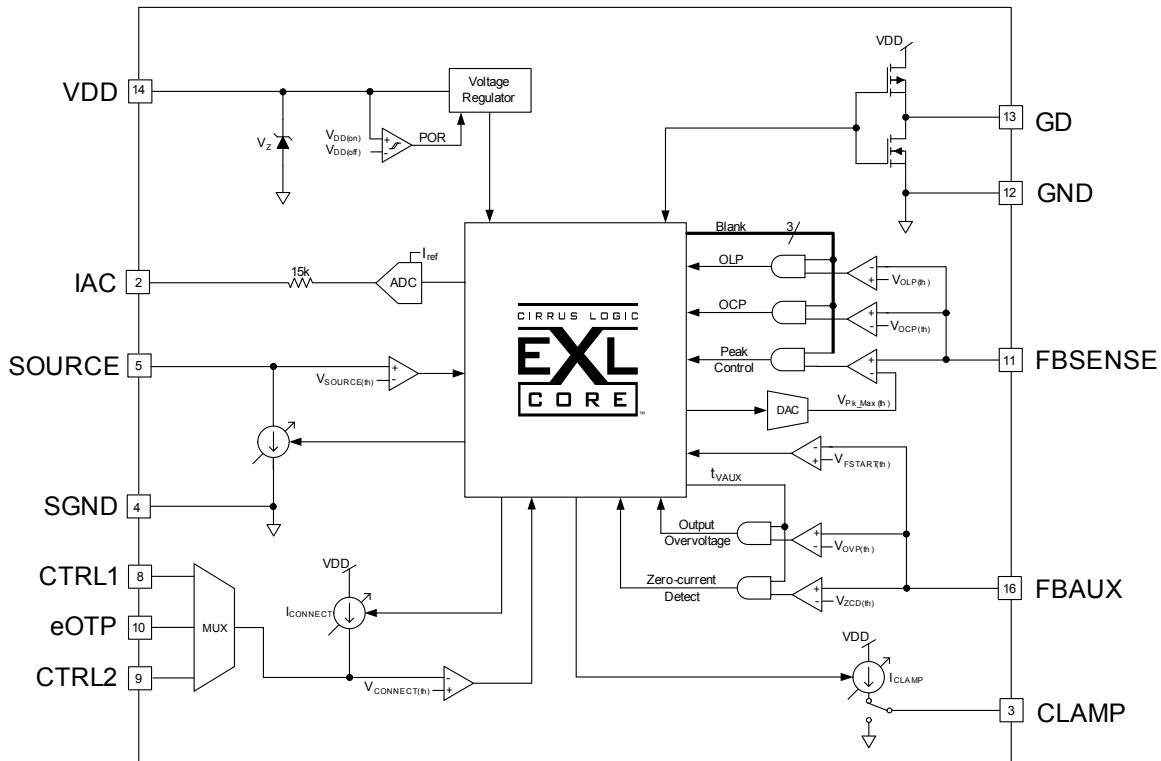 VDD
14
Voltage
Regulator
VDD
13
GD
VDD(on)
VDD(off)
POR
VZ
12
GND
Blank
3
OLP
VOLP(th)
Iref
15k
ADC
IAC
2
OCP
VOCP(th)
CIRRUS LOGIC
EXL
CORE
TM
SOURCE
5
VSOURCE(th)
Peak
Control
11
FBSENSE
DAC
VPk_Max(th)
VFSTART(th)
tVAUX
SGND
4
Output
Overvoltage
VOVP(th)
VDD
CTRL1
8
Zero-current
Detect
VZCD(th)
16
FBAUX
ICONNECT
eOTP
10
MUX
VDD
CTRL2
9
VCONNECT(th)
ICLAMP
3
CLAMP
+
-
+
-
-
+
+
-
+
-
-
+
+
-
+
-
-
+